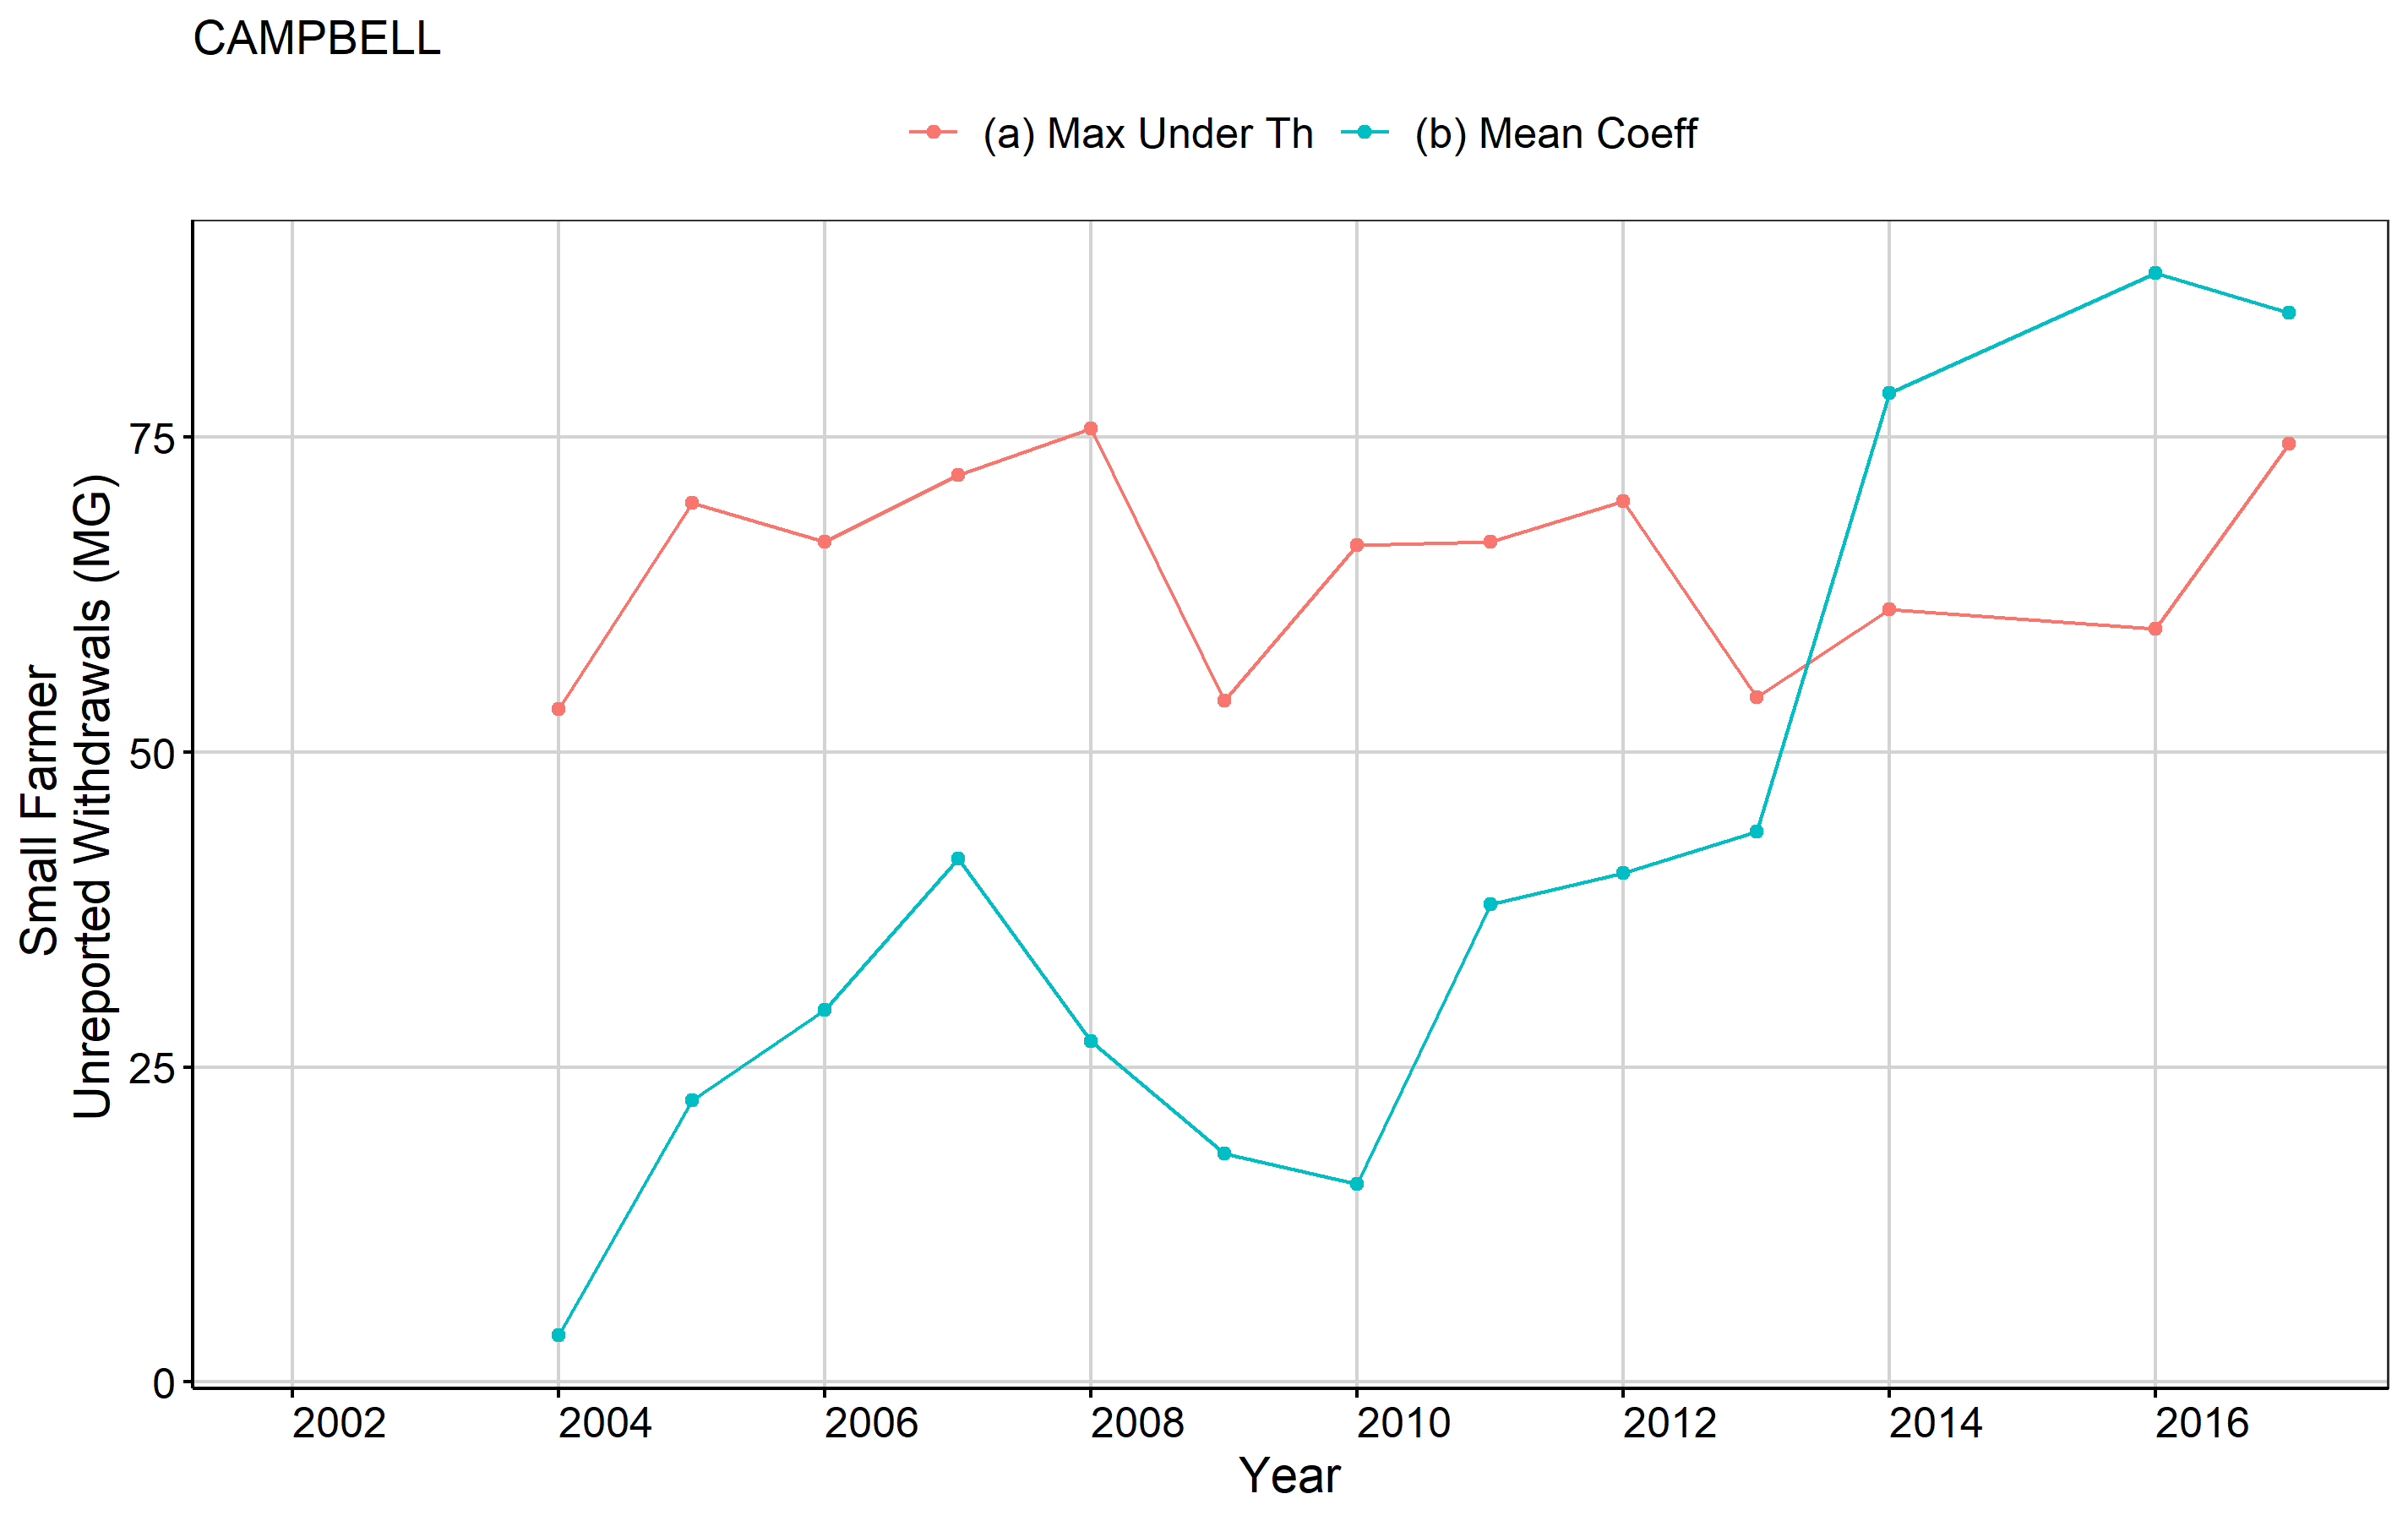 CAMPBELL
(a) Max Under Th
(b) Mean Coeff
Small Farmer
Unreported Withdrawals (MG)
75
50
25
0
2002
2004
2006
2008
2010
2012
2014
2016
Year